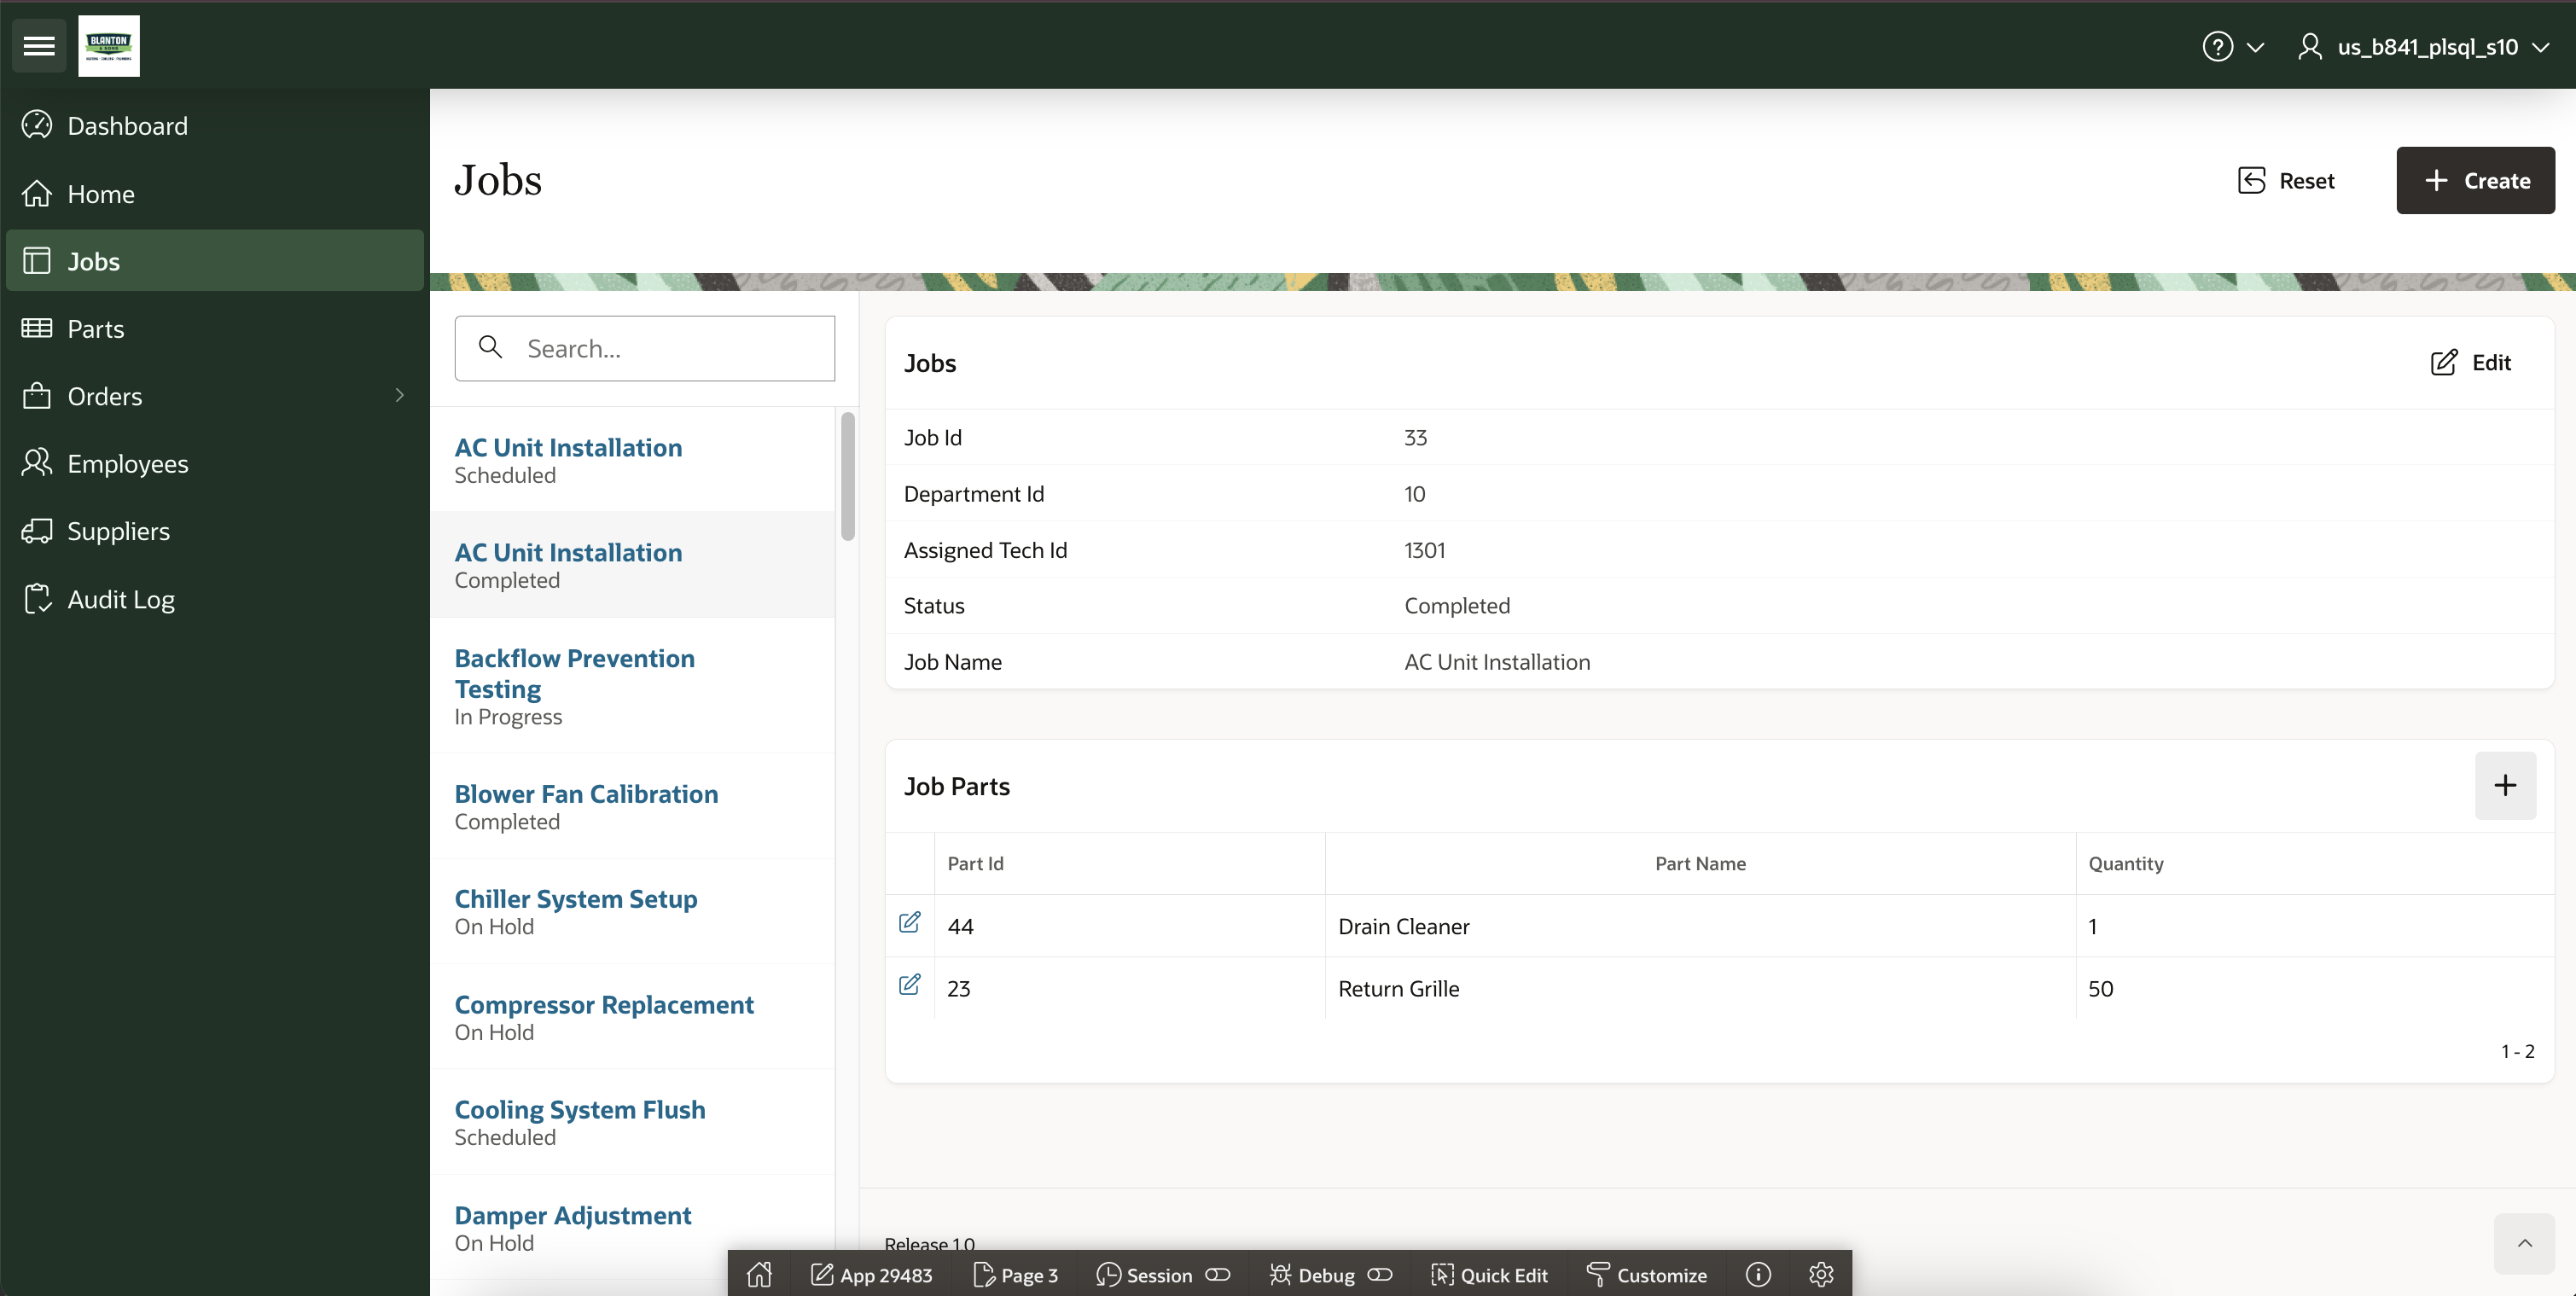 BLANTON
& SONS
us_b841_plsql_s10
Dashboard
Home
Jobs
Parts
Orders
Employees
Suppliers
Audit Log
Jobs
Reset
Create
Search...
AC Unit Installation
Scheduled
AC Unit Installation
Completed
Backflow Prevention
Testing
In Progress
Blower Fan Calibration
Completed
Chiller System Setup
On Hold
Compressor Replacement
On Hold
Cooling System Flush
Scheduled
Damper Adjustment
On Hold
Jobs
Edit
Job Id 33
Department Id 10
Assigned Tech Id 1301
Status Completed
Job Name AC Unit Installation
Job Parts
Part Id Part Name Quantity
44 Drain Cleaner 1
23 Return Grille 50
1 - 2
Release 1.0
App 29483 Page 3 Session Debug Quick Edit Customize